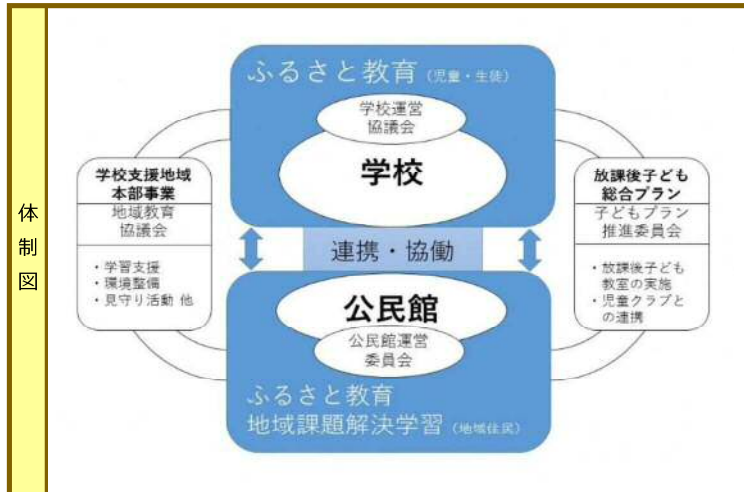 体制図
ふるさと教育（児童・生徒）
学校運営
協議会
学校
学校支援地域
本部事業
地域教育
協議会
・学習支援
・環境整備
・見守り活動 他
連携・協働
放課後子ども
総合プラン
子どもプラン
推進委員会
・放課後子ども
教室の実施
・児童クラブと
の連携
公民館
公民館運営
委員会
ふるさと教育
地域課題解決学習（地域住民）